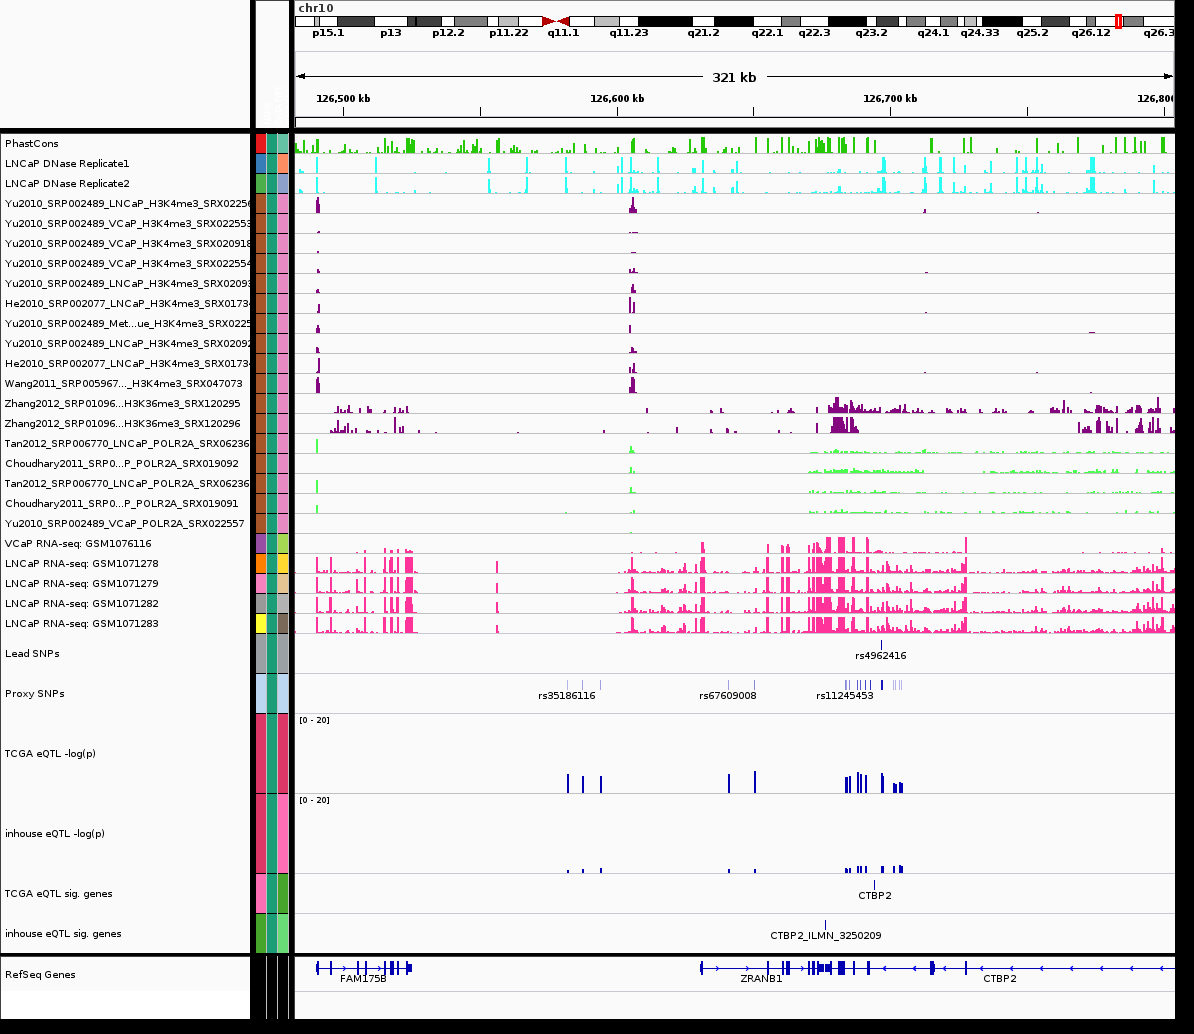 chr10
p15.1 p13 p12.2 p11.22 q11.1 q11.23 q21.2 q22.1 q22.3 q23.2 q24.1 q24.33 q25.2 q26.12 q26.3
321 kb
126,500 kb 126,600 kb 126,700 kb 126,800
PhastCons
LNCaP DNase Replicate1
LNCaP DNase Replicate2
Yu2010_SRP002489_LNCaP_H3K4me3_SRX02256
Yu2010_SRP002489_VCaP_H3K4me3_SRX022553
Yu2010_SRP002489_VCaP_H3K4me3_SRX020918
Yu2010_SRP002489_VCaP_H3K4me3_SRX022554
Yu2010_SRP002489_LNCaP_H3K4me3_SRX02093
He2010_SRP002077_LNCaP_H3K4me3_SRX01734
Yu2010_SRP002489_Met...ue_H3K4me3_SRX0225
Yu2010_SRP002489_LNCaP_H3K4me3_SRX02092
He2010_SRP002077_LNCaP_H3K4me3_SRX01734
Wang2011_SRP005967..._H3K4me3_SRX047073
Zhang2012_SRP01096...H3K36me3_SRX120295
Zhang2012_SRP01096...H3K36me3_SRX120296
Tan2012_SRP006770_LNCaP_POLR2A_SRX06236
Choudhary2011_SRP0...P_POLR2A_SRX019092
Tan2012_SRP006770_LNCaP_POLR2A_SRX06236
Choudhary2011_SRP0...P_POLR2A_SRX019091
Yu2010_SRP002489_VCaP_POLR2A_SRX022557
VCaP RNA-seq: GSM1076116
LNCaP RNA-seq: GSM1071278
LNCaP RNA-seq: GSM1071279
LNCaP RNA-seq: GSM1071282
LNCaP RNA-seq: GSM1071283
Lead SNPs
rs4962416
Proxy SNPs
rs35186116 rs67609008 rs11245453
[0 - 20]
TCGA eQTL -log(p)
[0 - 20]
inhouse eQTL -log(p)
TCGA eQTL sig. genes
CTBP2
inhouse eQTL sig. genes
CTBP2_ILMN_3250209
RefSeq Genes
FAM175B ZRANB1 CTBP2